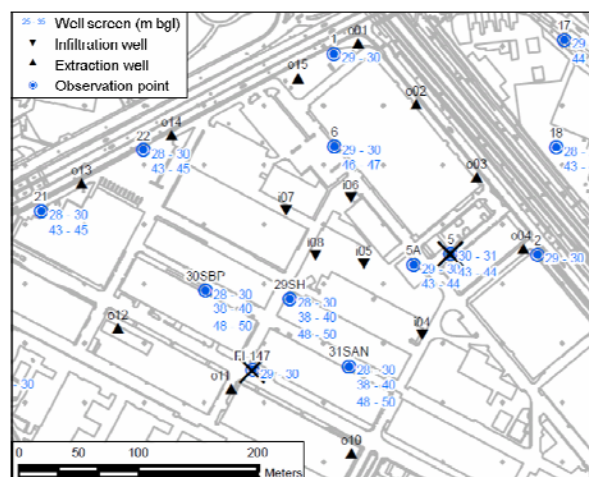 25 - 35 Well screen (m bgl)
Infiltration well
Extraction well
Observation point
o01
1
29 - 30
17
29
44
o15
o02
o14
22
28 - 30
43 - 45
6
29 - 30
46 - 47
18
28
43
o13
o03
21
28 - 30
43 - 45
i07
i06
i08
i05
5A
29 - 30
43 - 44
5
30 - 31
43 - 44
o04
2
29 - 30
30SBP
28 - 30
38 - 40
48 - 50
29SH
28 - 30
38 - 40
48 - 50
o12
i04
31SAN
28 - 30
38 - 40
48 - 50
147
29 - 30
o11
- 30
o10
0 50 100 200
Meters